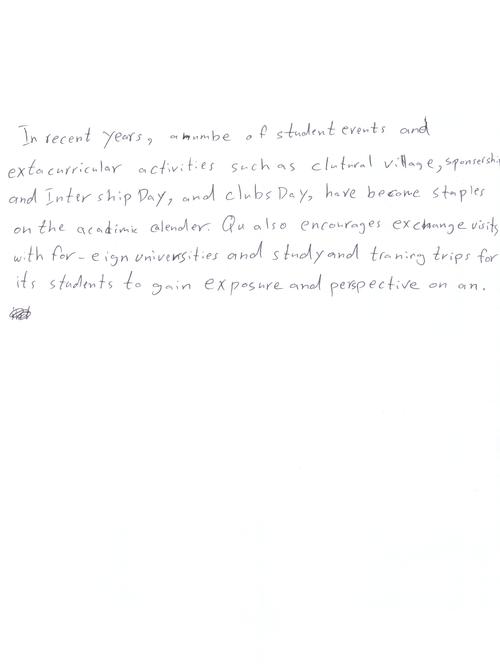 In recent years, a numbe of student events and
extacurricular activities such as clutural village, sponsership
and Inter ship Day, and clubs Day, have become staples
on the acadimic calender. Qu also encourages exchange visits
with for-eign universities and study and traning trips for
its students to gain exposure and perspective on an.